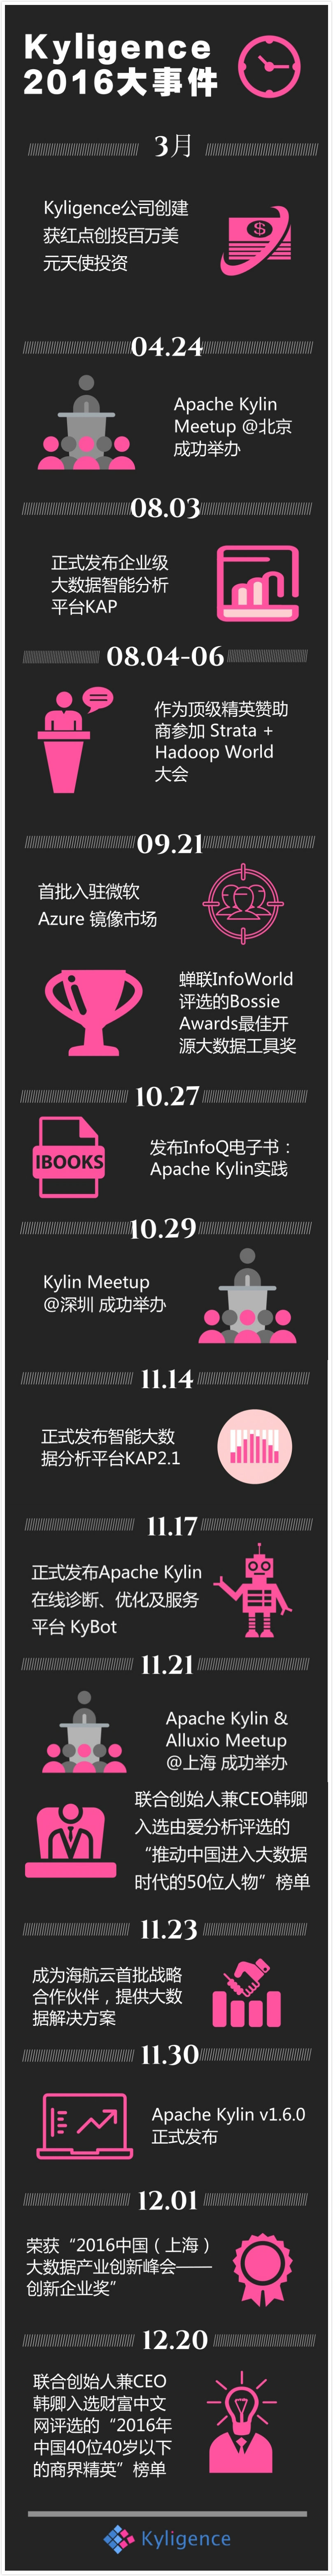 Kyligence
2016大事件
3月
Kyligence公司创建
获红点创投百万美
元天使投资
$
04.24
Apache Kylin
Meetup @北京
成功举办
08.03
正式发布企业级
大数据智能分析
平台KAP
08.04-06
作为顶级精英赞助
商参加 Strata +
Hadoop World
大会
09.21
首批入驻微软
Azure 镜像市场
蝉联InfoWorld
评选的Bossie
Awards最佳开
源大数据工具奖
10.27
IBOOKS
发布InfoQ电子书：
Apache Kylin实践
10.29
Kylin Meetup
@深圳 成功举办
11.14
正式发布智能大数
据分析平台KAP2.1
11.17
正式发布Apache Kylin
在线诊断、优化及服务
平台 KyBot
11.21
Apache Kylin &
Alluxio Meetup
@上海 成功举办
联合创始人兼CEO韩卿
入选由爱分析评选的
“推动中国进入大数据
时代的50位人物”榜单
11.23
成为海航云首批战略
合作伙伴，提供大数
据解决方案
11.30
Apache Kylin v1.6.0
正式发布
12.01
荣获“2016中国（上海）
大数据产业创新峰会——
创新企业奖”
12.20
联合创始人兼CEO
韩卿入选财富中文
网评选的“2016年
中国40位40岁以下
的商界精英”榜单
Kyligence